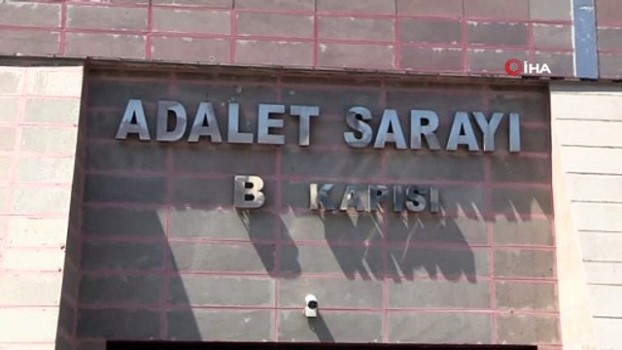 İHA
ADALET SARAYI
B KAPISI